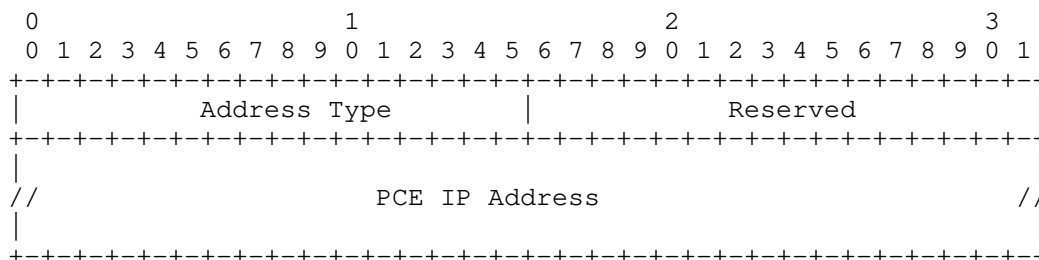 0                   1                   2                   3
 0 1 2 3 4 5 6 7 8 9 0 1 2 3 4 5 6 7 8 9 0 1 2 3 4 5 6 7 8 9 0 1
+-+-+-+-+-+-+-+-+-+-+-+-+-+-+-+-+-+-+-+-+-+-+-+-+-+-+-+-+-+-+-+--
|          Address Type         |            Reserved
+-+-+-+-+-+-+-+-+-+-+-+-+-+-+-+-+-+-+-+-+-+-+-+-+-+-+-+-+-+-+-+--
|
//                    PCE IP Address                          //
|
+-+-+-+-+-+-+-+-+-+-+-+-+-+-+-+-+-+-+-+-+-+-+-+-+-+-+-+-+-+-+-+--